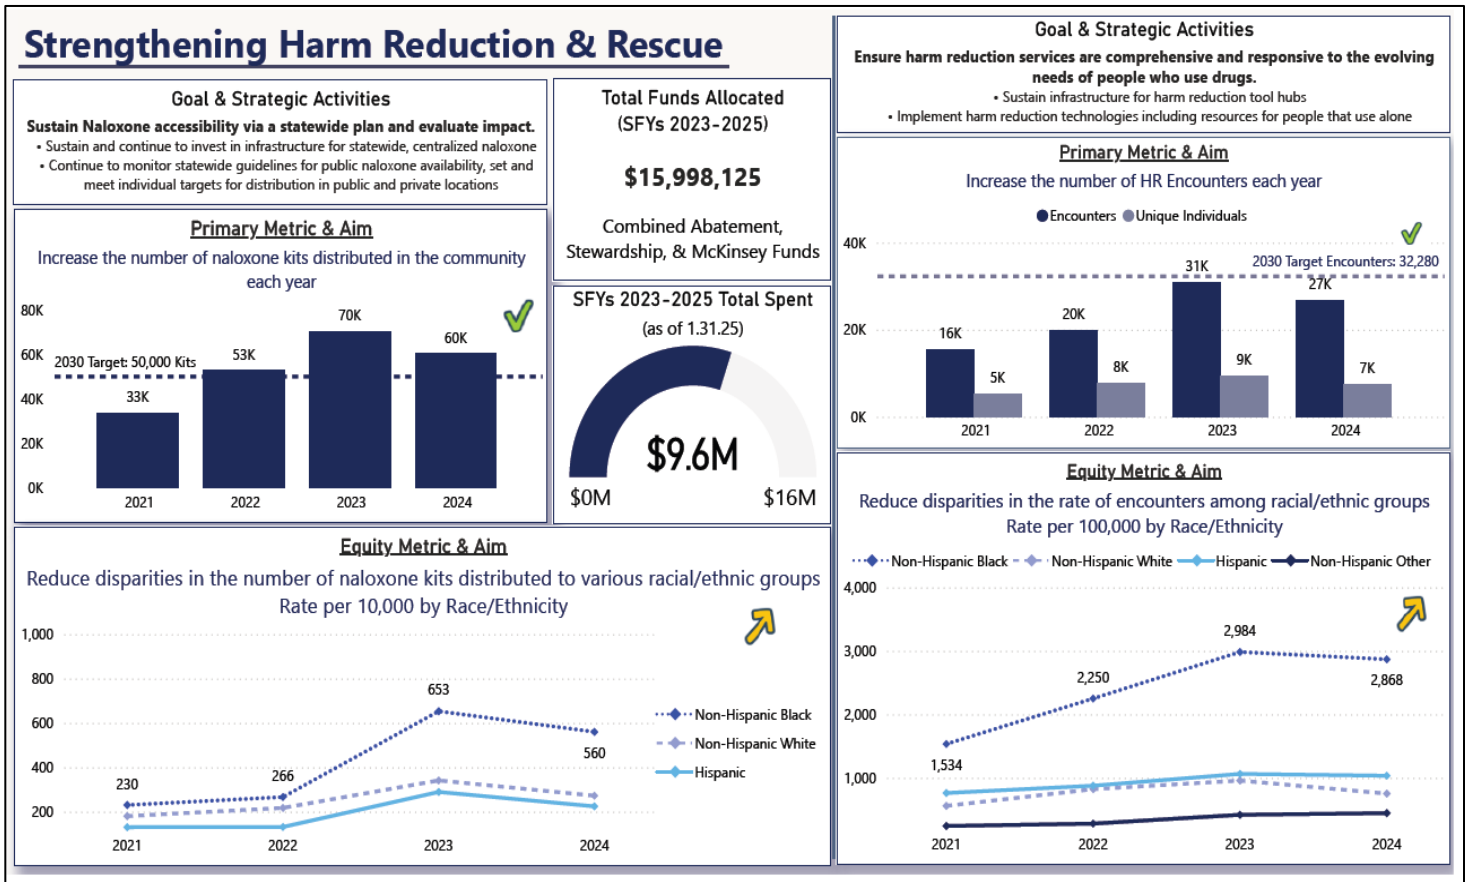 Strengthening Harm Reduction & Rescue
Goal & Strategic Activities
Sustain Naloxone accessibility via a statewide plan and evaluate impact.
• Sustain and continue to invest in infrastructure for statewide, centralized naloxone
• Continue to monitor statewide guidelines for public naloxone availability, set and
meet individual targets for distribution in public and private locations
Primary Metric & Aim
Increase the number of naloxone kits distributed in the community
each year
80K
60K
40K
20K
0K
2030 Target: 50,000 Kits
33K
53K
70K
60K
2021
2022
2023
2024
Total Funds Allocated
(SFYs 2023-2025)
$15,998,125
Combined Abatement,
Stewardship, & McKinsey Funds
SFYs 2023-2025 Total Spent
(as of 1.31.25)
$9.6M
$0M
$16M
Equity Metric & Aim
Reduce disparities in the number of naloxone kits distributed to various racial/ethnic groups
Rate per 10,000 by Race/Ethnicity
1,000
800
600
400
200
230
266
653
560
2021
2022
2023
2024
Non-Hispanic Black
Non-Hispanic White
Hispanic
Goal & Strategic Activities
Ensure harm reduction services are comprehensive and responsive to the evolving
needs of people who use drugs.
• Sustain infrastructure for harm reduction tool hubs
• Implement harm reduction technologies including resources for people that use alone
Primary Metric & Aim
Increase the number of HR Encounters each year
Encounters Unique Individuals
40K
20K
0K
2030 Target Encounters: 32,280
16K
5K
20K
8K
31K
9K
27K
7K
2021
2022
2023
2024
Equity Metric & Aim
Reduce disparities in the rate of encounters among racial/ethnic groups
Rate per 100,000 by Race/Ethnicity
Non-Hispanic Black Non-Hispanic White Hispanic Non-Hispanic Other
4,000
3,000
2,000
1,000
1,534
2,250
2,984
2,868
2021
2022
2023
2024